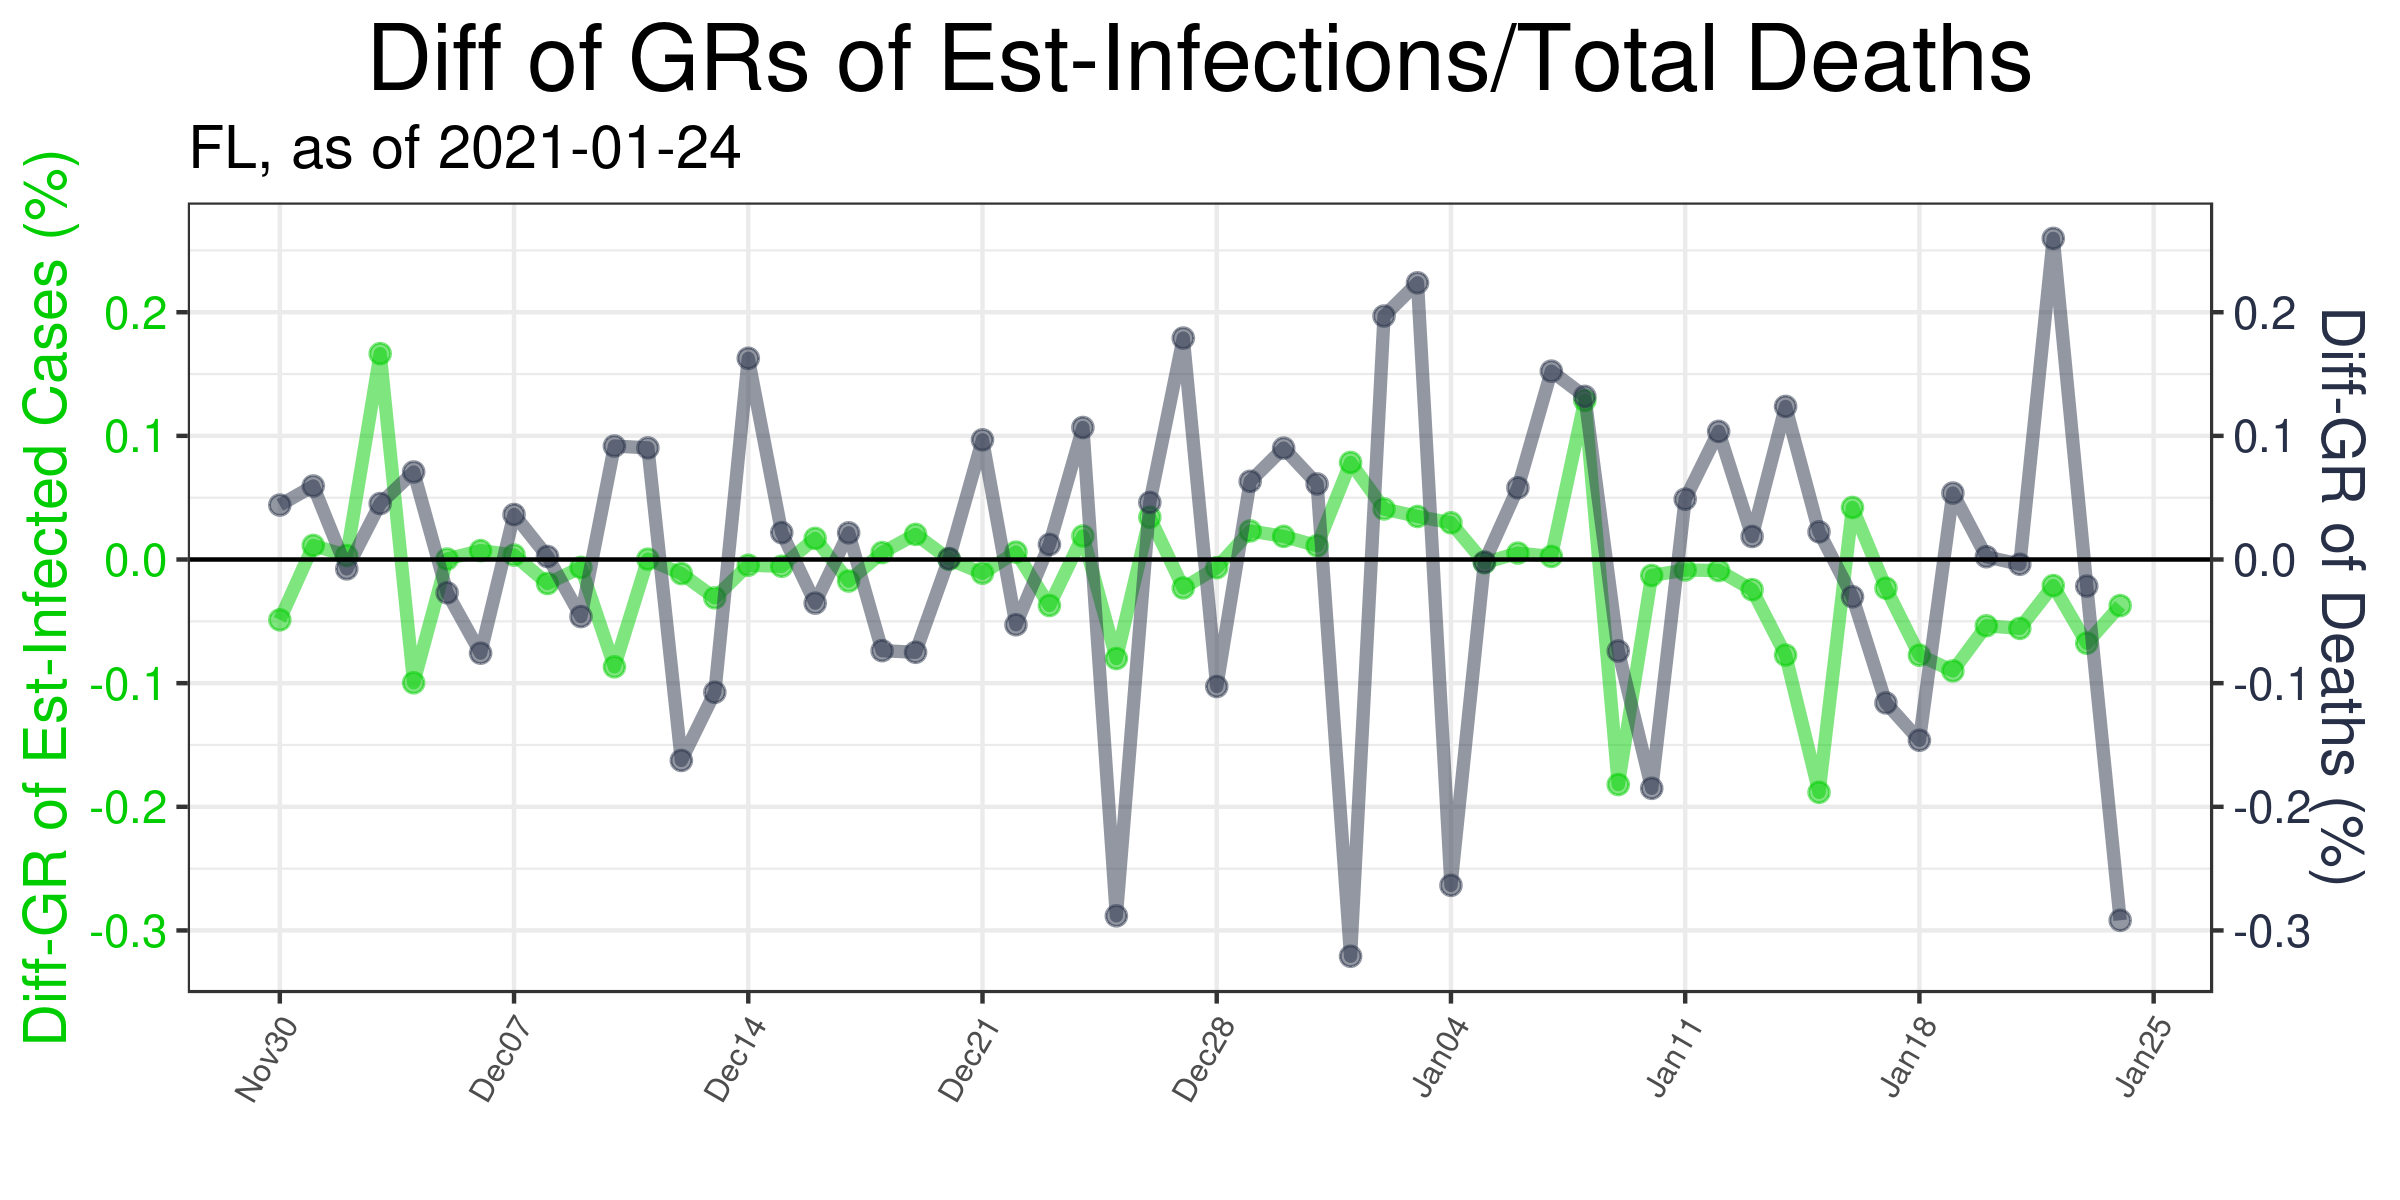 Diff of GRs of Est-Infections/Total Deaths
FL, as of 2021-01-24
Diff-GR of Est-Infected Cases (%)
0.2
0.1
0.0
-0.1
-0.2
-0.3
0.2
0.1
0.0
-0.1
-0.2
-0.3
Diff-GR of Deaths (%)
Nov30
Dec07
Dec14
Dec21
Dec28
Jan04
Jan11
Jan18
Jan25